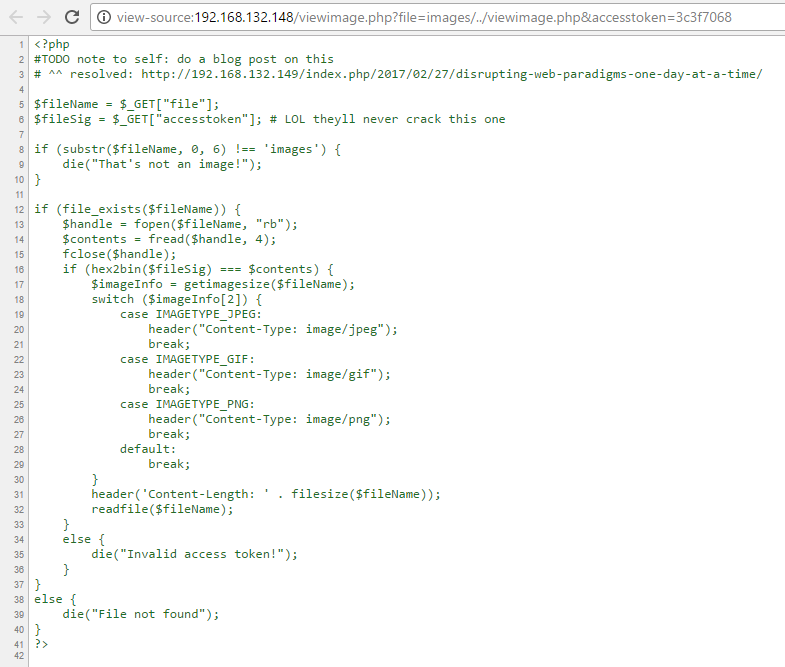 view-source:192.168.132.148/viewimage.php?file=images/../viewimage.php&accesstoken=3c3f7068
1 <?php
2 #TODO note to self: do a blog post on this
3 # ^^ resolved: http://192.168.132.149/index.php/2017/02/27/disrupting-web-paradigms-one-day-at-a-time/
4
5 $fileName = $_GET["file"];
6 $fileSig = $_GET["accesstoken"]; # LOL theyll never crack this one
7
8 if (substr($fileName, 0, 6) !== 'images') {
9     die("That's not an image!");
10 }
11
12 if (file_exists($fileName)) {
13     $handle = fopen($fileName, "rb");
14     $contents = fread($handle, 4);
15     fclose($handle);
16     if (hex2bin($fileSig) === $contents) {
17         $imageInfo = getimagesize($fileName);
18         switch ($imageInfo[2]) {
19             case IMAGETYPE_JPEG:
20                 header("Content-Type: image/jpeg");
21                 break;
22             case IMAGETYPE_GIF:
23                 header("Content-Type: image/gif");
24                 break;
25             case IMAGETYPE_PNG:
26                 header("Content-Type: image/png");
27                 break;
28             default:
29                 break;
30         }
31         header('Content-Length: ' . filesize($fileName));
32         readfile($fileName);
33     }
34     else {
35         die("Invalid access token!");
36     }
37 }
38 else {
39     die("File not found");
40 }
41 ?>
42